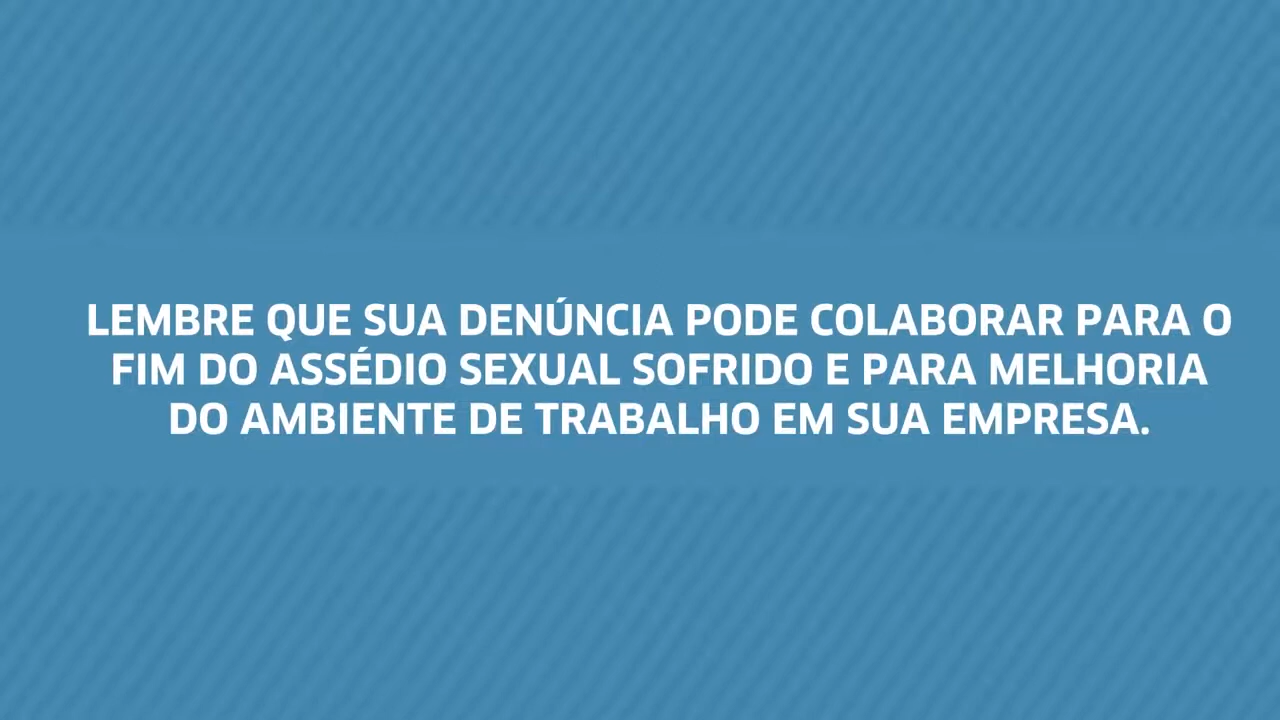 LEMBRE QUE SUA DENÚNCIA PODE COLABORAR PARA O
FIM DO ASSÉDIO SEXUAL SOFRIDO E PARA MELHORIA
DO AMBIENTE DE TRABALHO EM SUA EMPRESA.